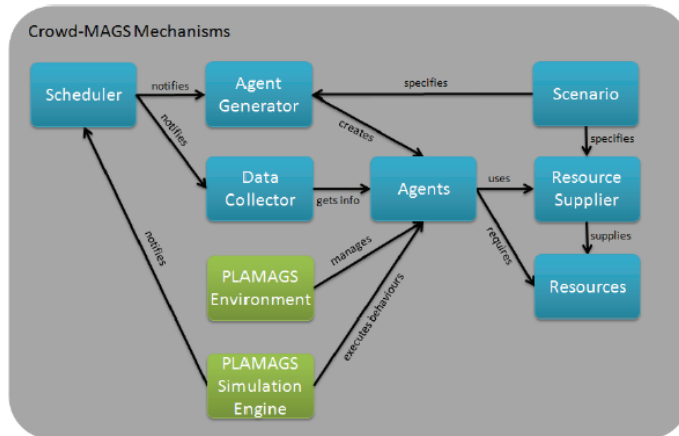 Crowd-MAGS Mechanisms
Scheduler
notifies
Agent
Generator
specifies
Scenario
notifies
creates
specifies
Data
Collector
gets info
Agents
uses
Resource
Supplier
notifies
manages
requires
supplies
PLAMAGS
Environment
Resources
executes behaviours
PLAMAGS
Simulation
Engine